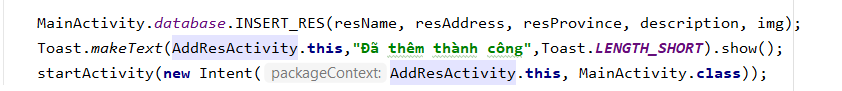 MainActivity.database.INSERT_RES(resName, resAddress, resProvince, description, img);
Toast.makeText(AddResActivity.this,"Đã thêm thành công",Toast.LENGTH_SHORT).show();
startActivity(new Intent( packageContext: AddResActivity.this, MainActivity.class));